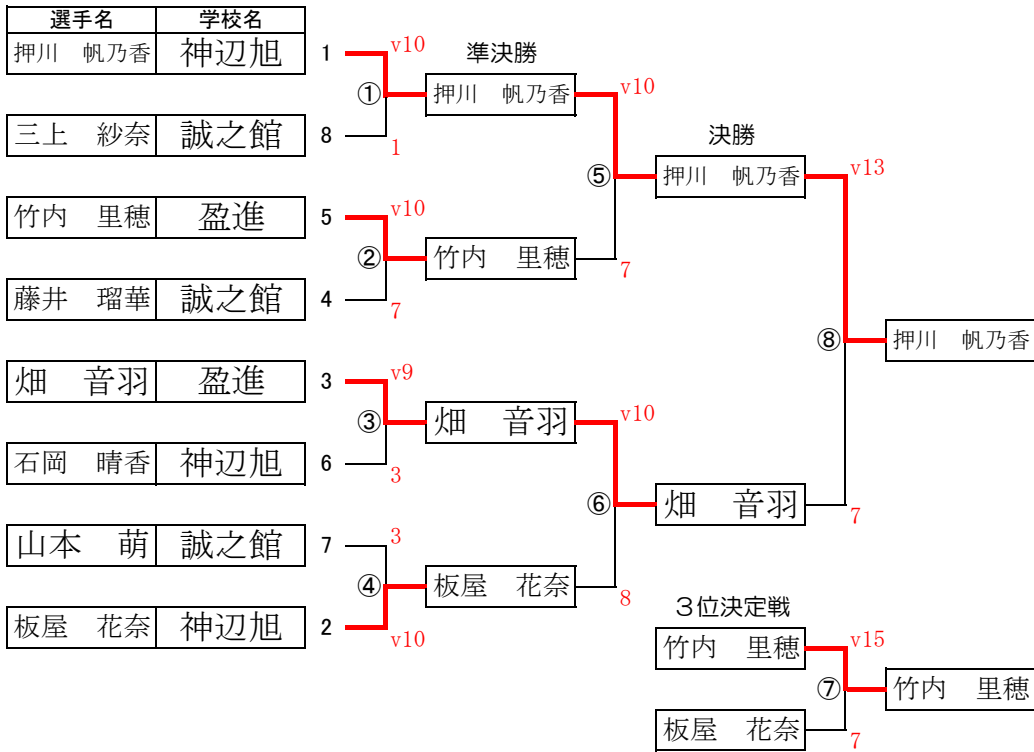 選手名 学校名
押川 帆乃香 神辺旭 1 v10 準決勝
① 押川 帆乃香 v10
三上 紗奈 誠之館 8 1 決勝
⑤ 押川 帆乃香 v13
竹内 里穂 盈進 5 v10
② 竹内 里穂 7
藤井 瑠華 誠之館 4 7
⑧ 押川 帆乃香
畑 音羽 盈進 3 v9
③ 畑 音羽 v10
石岡 晴香 神辺旭 6 3
⑥ 畑 音羽 7
山本 萌 誠之館 7 3
④ 板屋 花奈 8
板屋 花奈 神辺旭 2 v10
3位決定戦
竹内 里穂 v15
⑦ 竹内 里穂
板屋 花奈 7